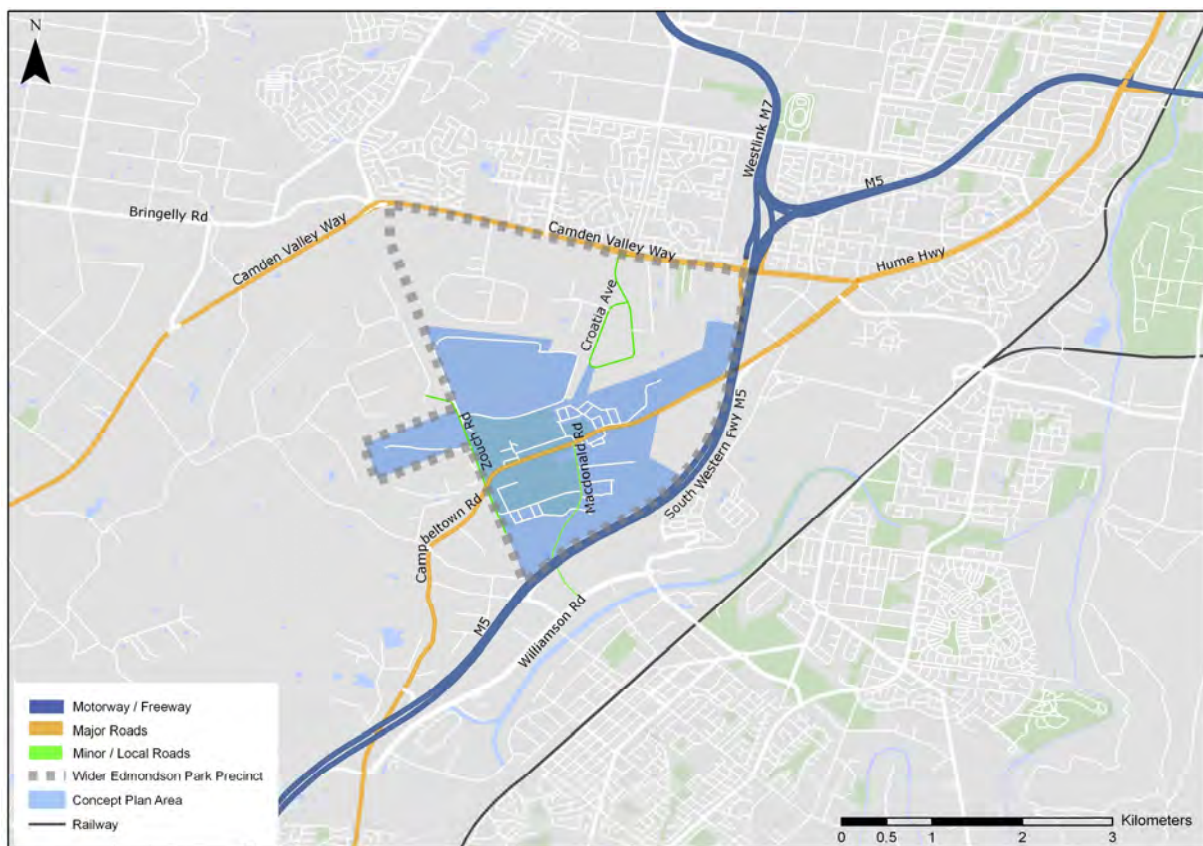 N
Westlink M7
M5
Bringelly Rd
Camden Valley Way
Camden Valley Way
Hume Hwy
Croatia Ave
Zouch Rd
Macdonald Rd
South Western Fwy M5
Campbeltown Rd
M5
Williamson Rd
Motorway / Freeway
Major Roads
Minor / Local Roads
Wider Edmondson Park Precinct
Concept Plan Area
Railway
Kilometers
0 0.5 1 2 3